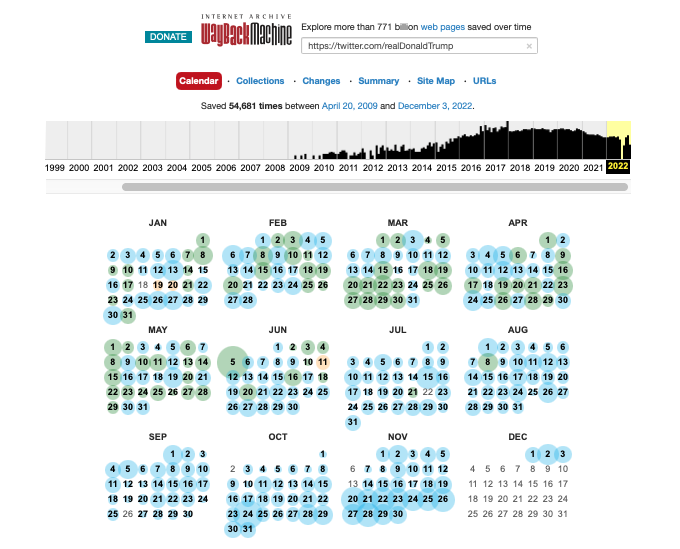 INTERNET ARCHIVE
DONATE
WayBackMachine
Explore more than 771 billion web pages saved over time
https://twitter.com/realDonaldTrump ×
Calendar · Collections · Changes · Summary · Site Map · URLs
Saved 54,681 times between April 20, 2009 and December 3, 2022.
1999 2000 2001 2002 2003 2004 2005 2006 2007 2008 2009 2010 2011 2012 2013 2014 2015 2016 2017 2018 2019 2020 2021 2022
JAN
1
2 3 4 5 6 7 8
9 10 11 12 13 14 15
16 17 18 19 20 21 22
23 24 25 26 27 28 29
30 31
FEB
1 2 3 4 5
6 7 8 9 10 11 12
13 14 15 16 17 18 19
20 21 22 23 24 25 26
27 28
MAR
1 2 3 4 5
6 7 8 9 10 11 12
13 14 15 16 17 18 19
20 21 22 23 24 25 26
27 28 29 30 31
APR
1 2
3 4 5 6 7 8 9
10 11 12 13 14 15 16
17 18 19 20 21 22 23
24 25 26 27 28 29 30
MAY
1 2 3 4 5 6 7
8 9 10 11 12 13 14
15 16 17 18 19 20 21
22 23 24 25 26 27 28
29 30 31
JUN
1 2 3 4
5 6 7 8 9 10 11
12 13 14 15 16 17 18
19 20 21 22 23 24 25
26 27 28 29 30
JUL
1 2
3 4 5 6 7 8 9
10 11 12 13 14 15 16
17 18 19 20 21 22 23
24 25 26 27 28 29 30
31
AUG
1 2 3 4 5 6
7 8 9 10 11 12 13
14 15 16 17 18 19 20
21 22 23 24 25 26 27
28 29 30 31
SEP
1 2 3
4 5 6 7 8 9 10
11 12 13 14 15 16 17
18 19 20 21 22 23 24
25 26 27 28 29 30
OCT
1
2 3 4 5 6 7 8
9 10 11 12 13 14 15
16 17 18 19 20 21 22
23 24 25 26 27 28 29
30 31
NOV
1 2 3 4 5
6 7 8 9 10 11 12
13 14 15 16 17 18 19
20 21 22 23 24 25 26
27 28 29 30
DEC
1 2 3
4 5 6 7 8 9 10
11 12 13 14 15 16 17
18 19 20 21 22 23 24
25 26 27 28 29 30 31